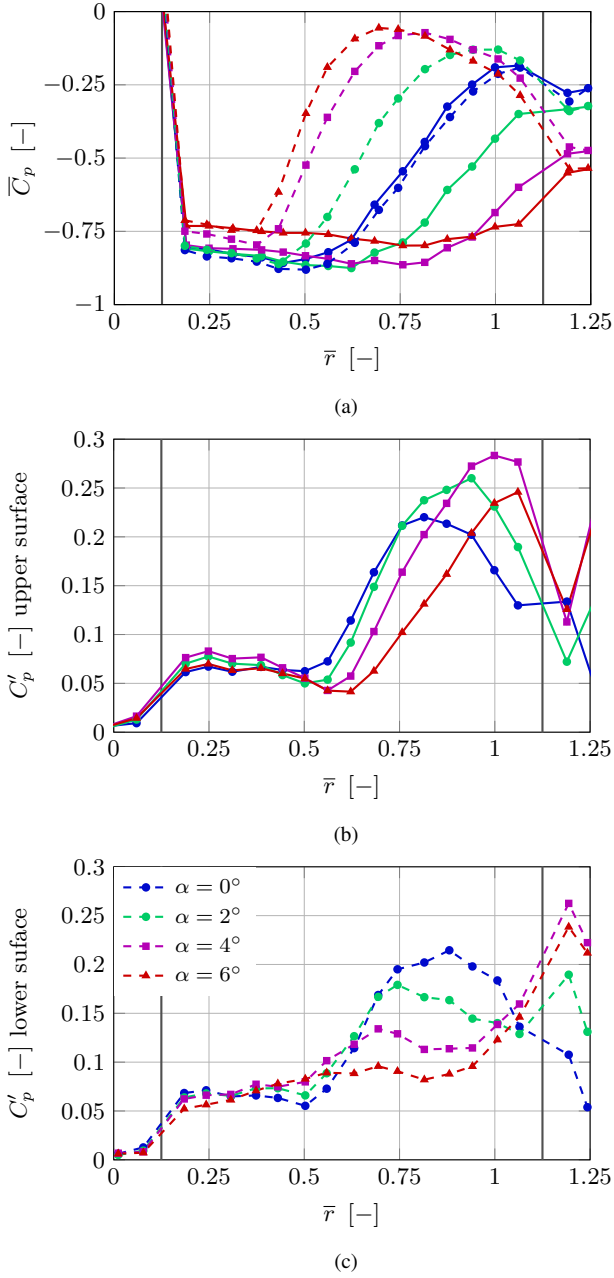 −0.25
−0.5
−0.75
−1
C̅p [−]
0 0.25 0.5 0.75 1 1.25
r̅ [−]
(a)
0.3
0.25
0.2
0.15
0.1
0.05
0
C′p [−] upper surface
0 0.25 0.5 0.75 1 1.25
r̅ [−]
(b)
0.3
0.25
0.2
0.15
0.1
0.05
0
C′p [−] lower suface
α = 0°
α = 2°
α = 4°
α = 6°
0 0.25 0.5 0.75 1 1.25
r̅ [−]
(c)